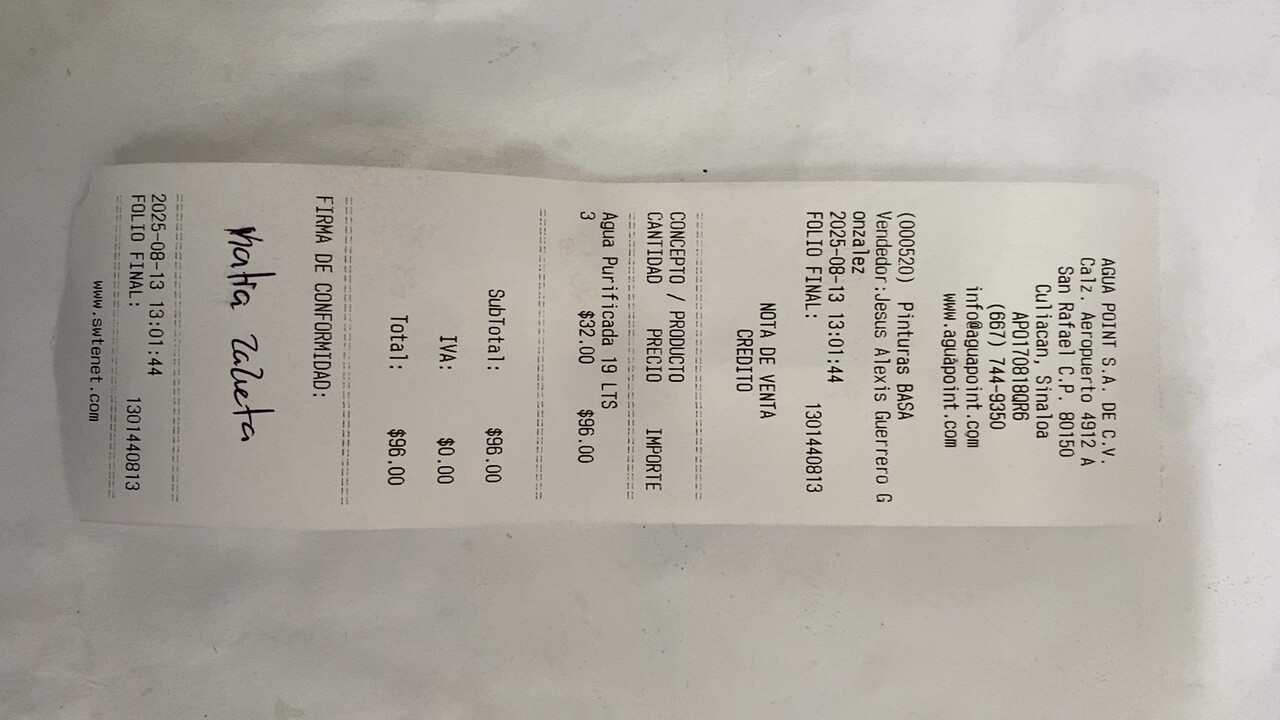 AGUA POINT S.A. DE C.V.
Calz. Aeropuerto 4912 A
San Rafael C.P. 80150
Culiacan, Sinaloa
APO170818QR6
(667) 744-9350
info@aguapoint.com
www.aguapoint.com
(000520) Pinturas BASA
Vendedor:Jesus Alexis Guerrero G
onzalez
2025-08-13 13:01:44
FOLIO FINAL: 1301440813
NOTA DE VENTA
CREDITO
CONCEPTO / PRODUCTO
CANTIDAD PRECIO IMPORTE
Agua Purificada 19 LTS
3 $32.00 $96.00
SubTotal: $96.00
IVA: $0.00
Total: $96.00
FIRMA DE CONFORMIDAD:
Katia Zazueta
2025-08-13 13:01:44
FOLIO FINAL: 1301440813
www.swtenet.com